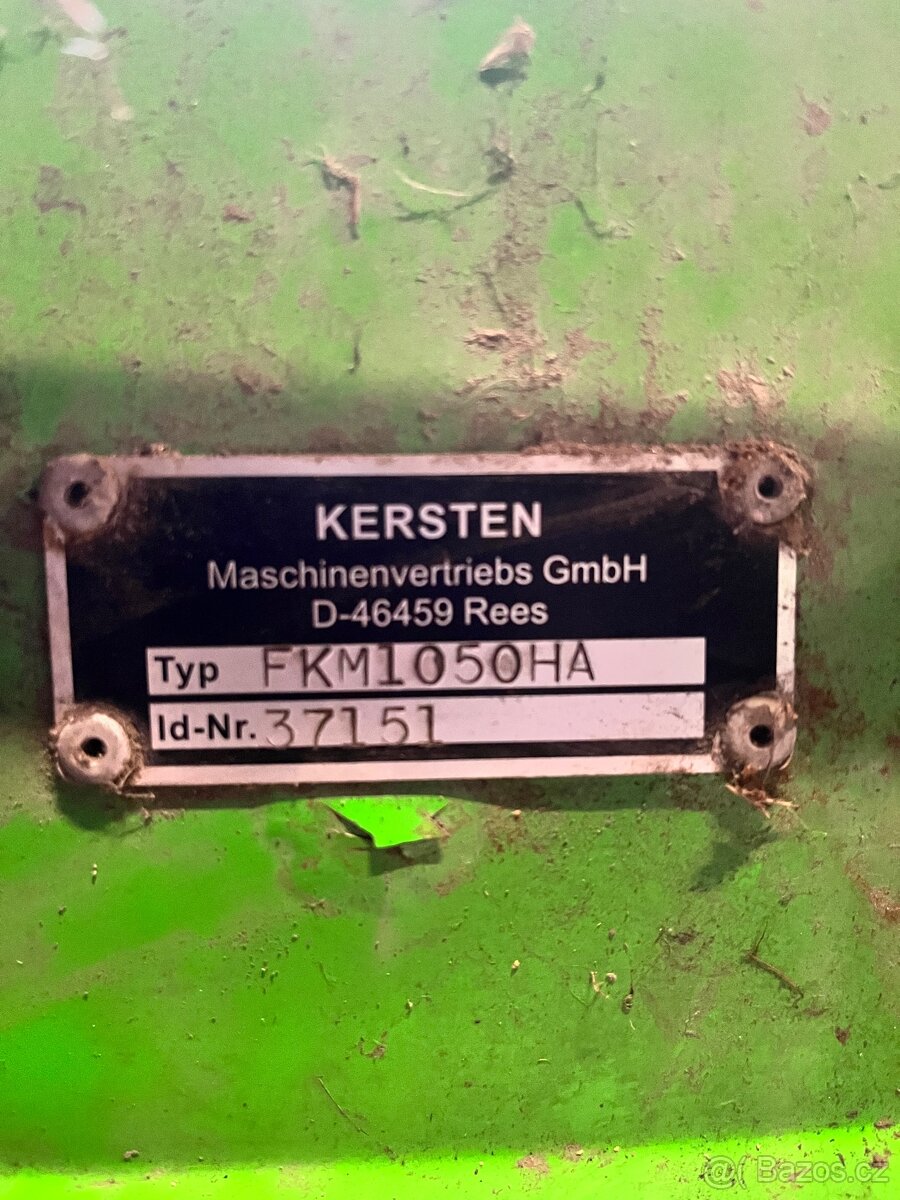 KERSTEN
Maschinenvertriebs GmbH
D-46459 Rees
Typ FKM1050HA
Id-Nr. 37151
@( Bazos.cz